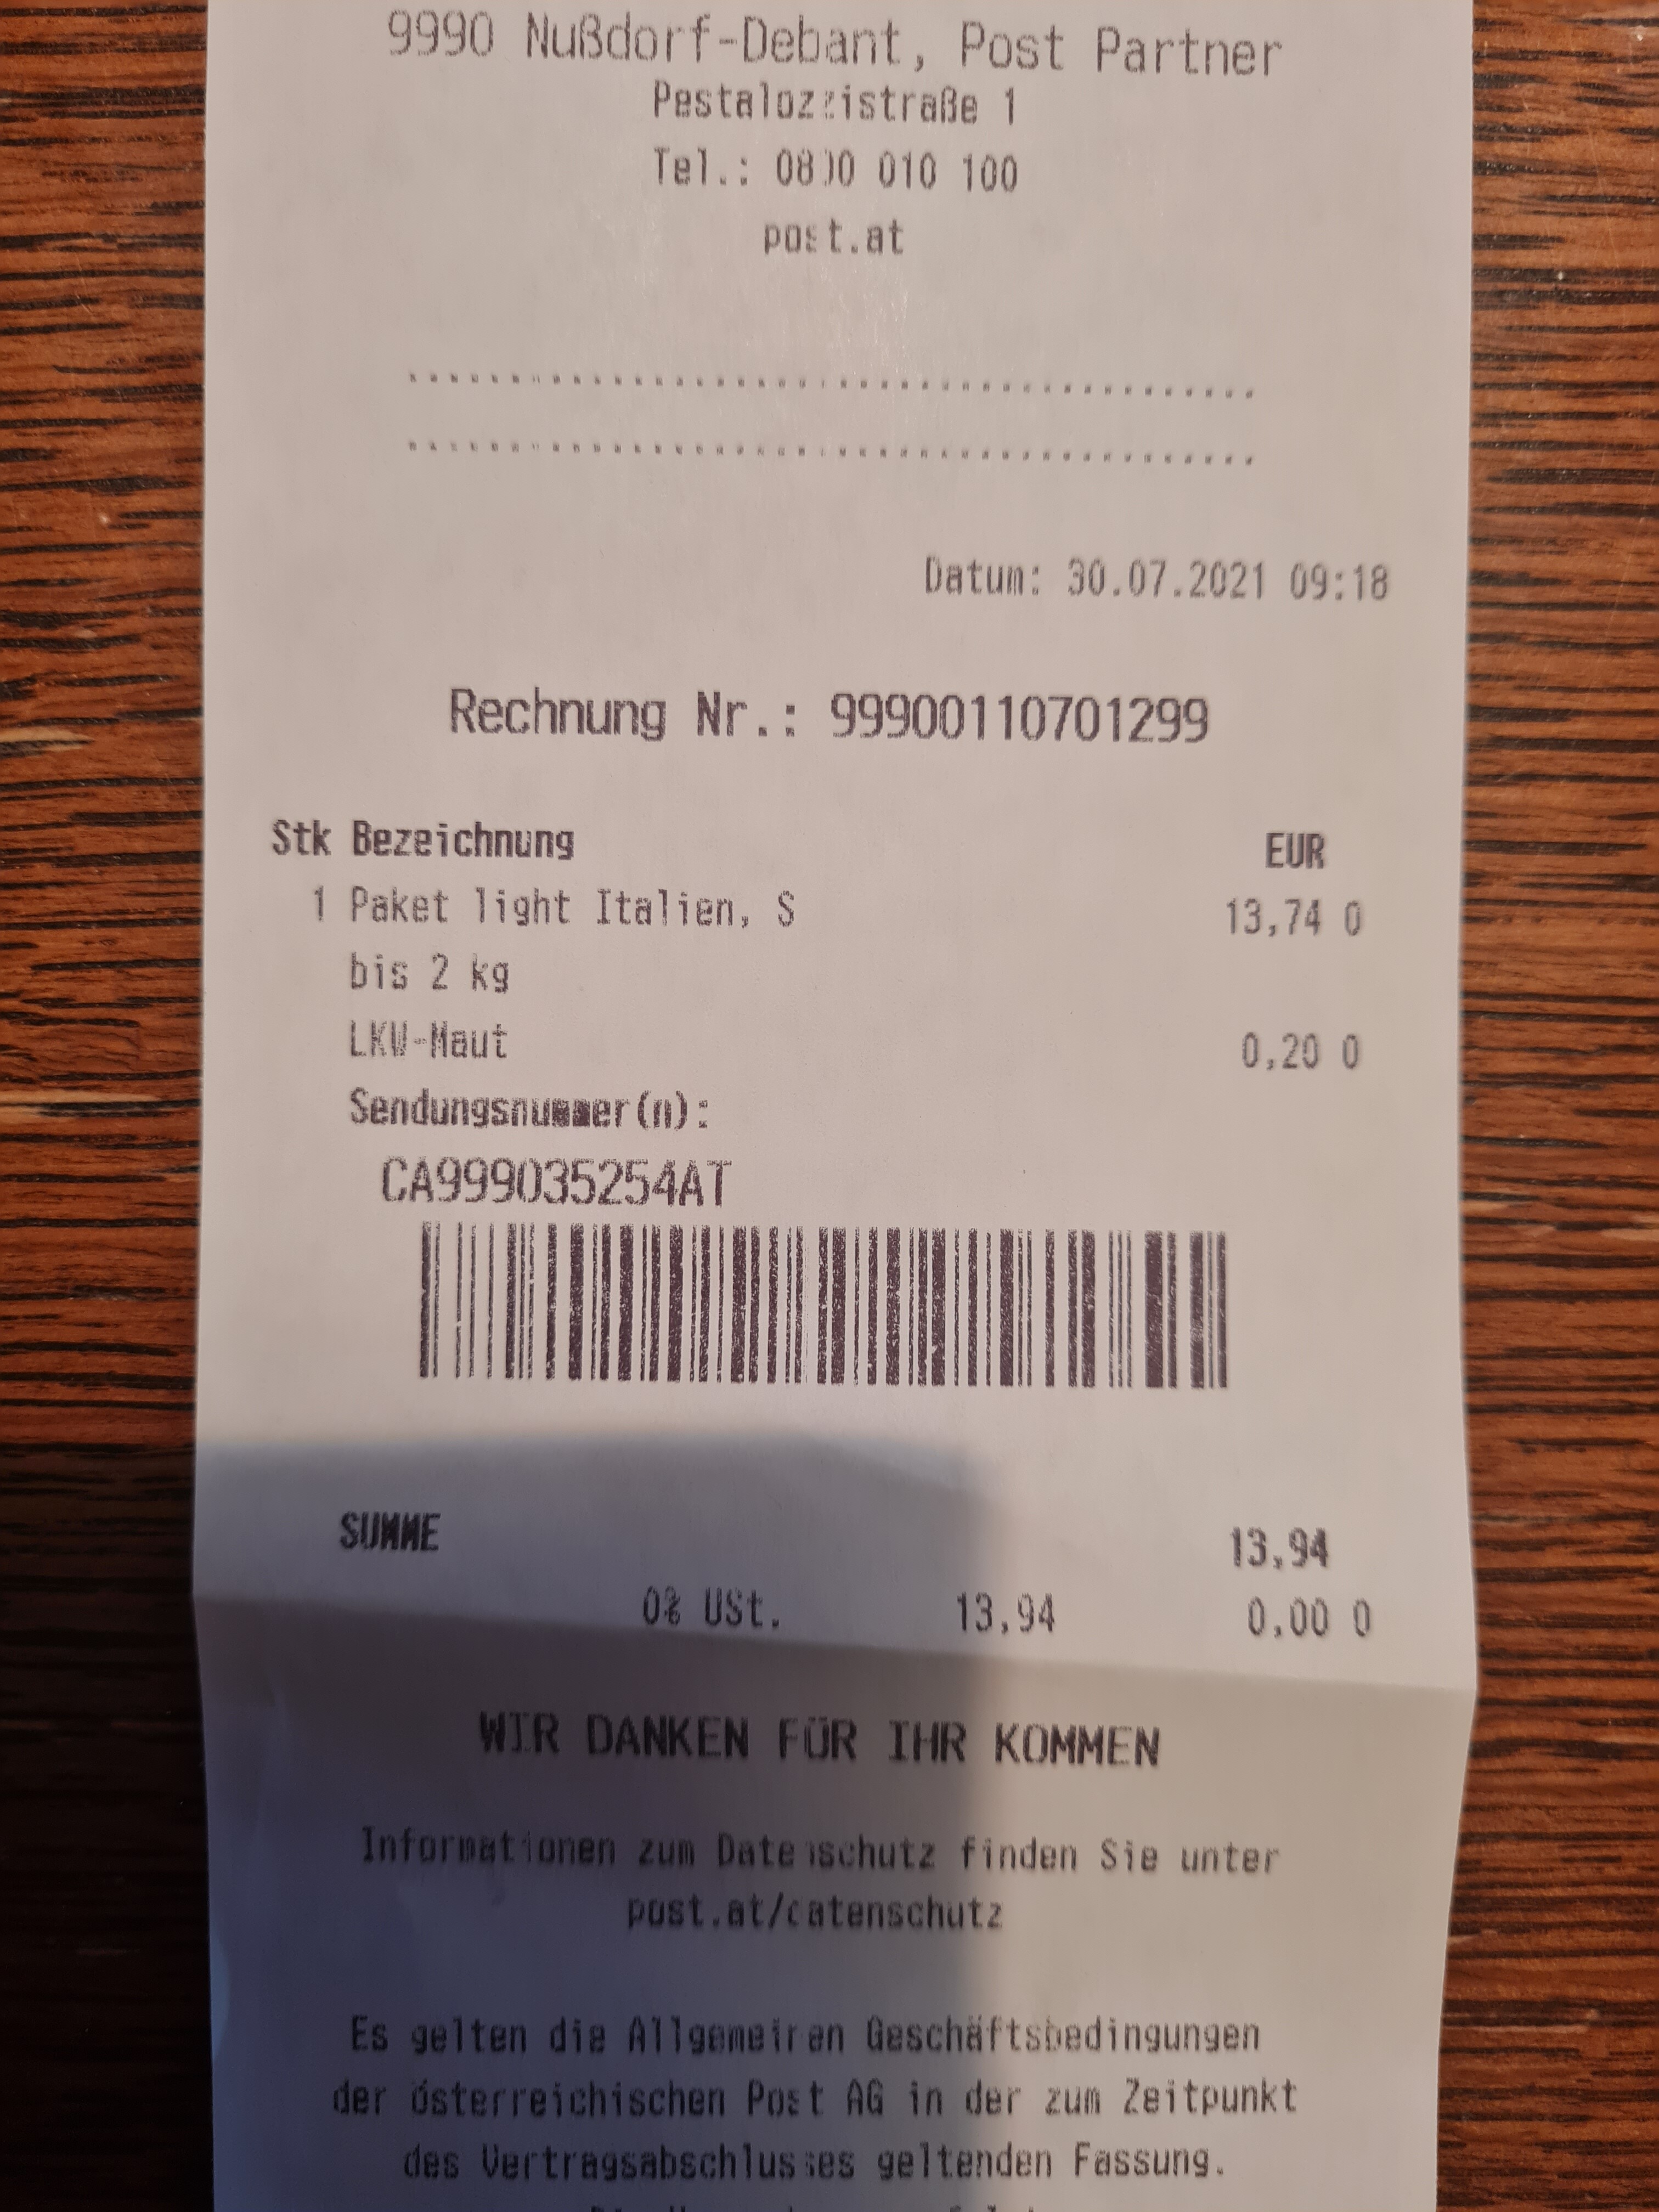 9990 Nußdorf-Debant, Post Partner
Pestalozzistraße 1
Tel.: 0800 010 100
post.at
Datum: 30.07.2021 09:18
Rechnung Nr.: 99900110701299
Stk Bezeichnung EUR
1 Paket light Italien, S 13,74 0
bis 2 kg
LKW-Maut 0,20 0
Sendungsnummer(n):
CA999035254AT
SUMME 13,94
0% USt. 13,94 0,00 0
WIR DANKEN FÜR IHR KOMMEN
Informationen zum Datenschutz finden Sie unter
post.at/datenschutz
Es gelten die Allgemeinen Geschäftsbedingungen
der österreichischen Post AG in der zum Zeitpunkt
des Vertragsabschlusses geltenden Fassung.